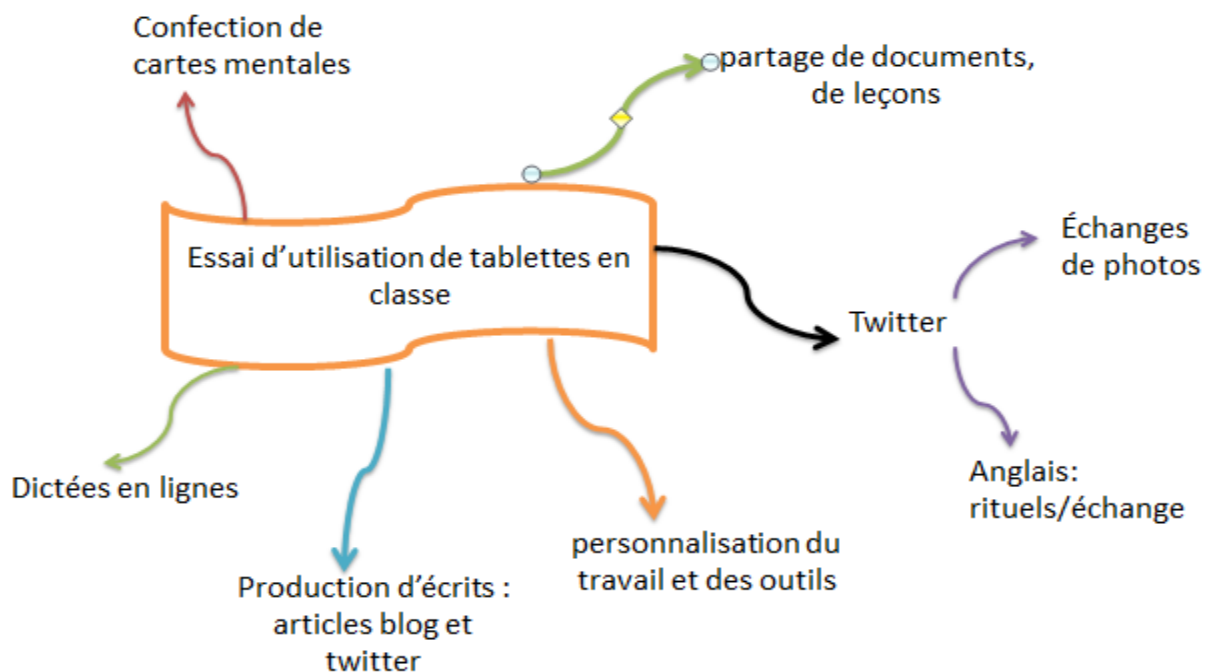 Confection de
cartes mentales
partage de documents,
de leçons
Essai d’utilisation de tablettes en
classe
Échanges
de photos
Twitter
Anglais:
rituels/échange
Dictées en lignes
personnalisation du
travail et des outils
Production d’écrits :
articles blog et
twitter